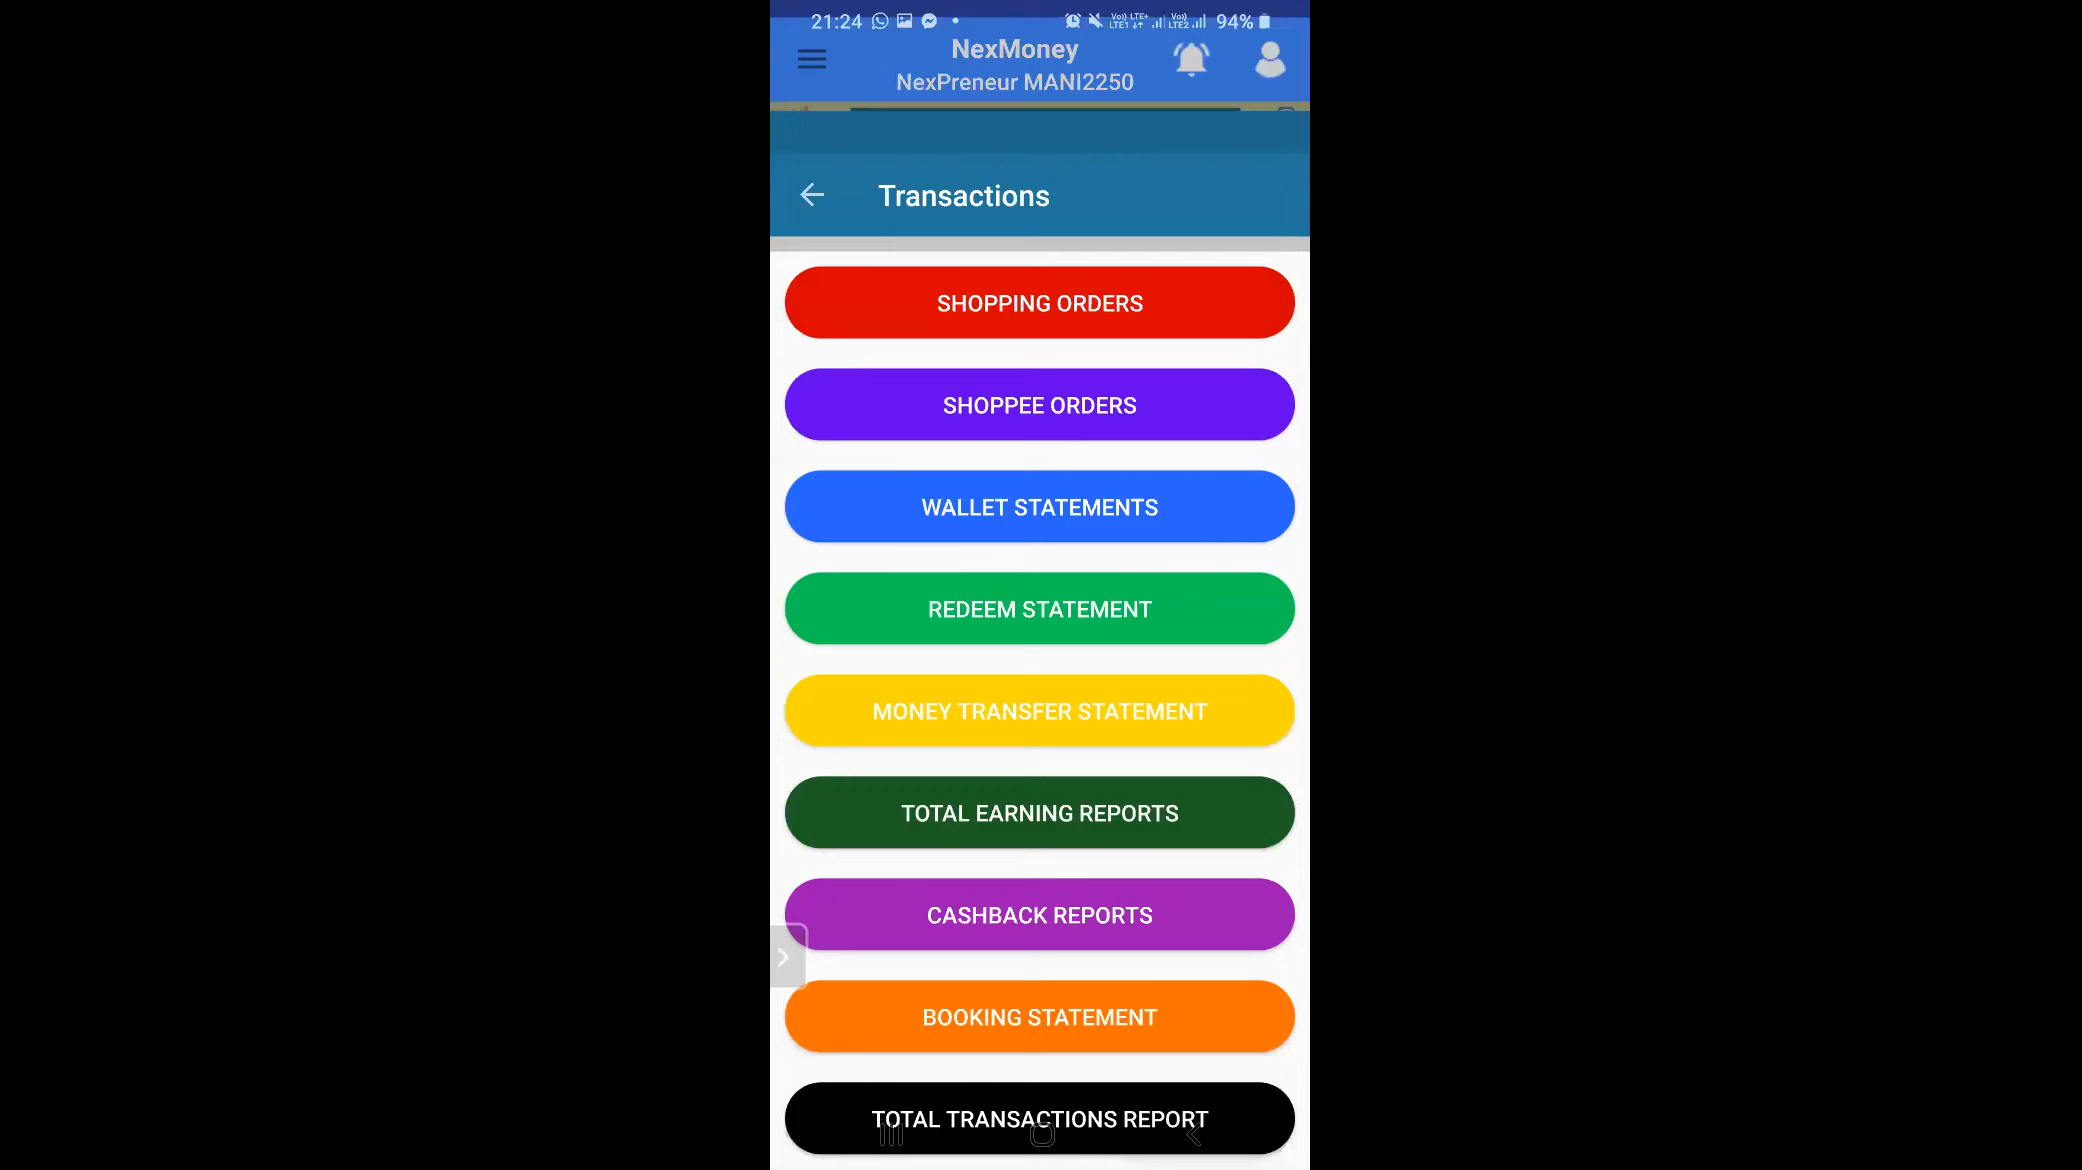 21:24 94%
NexMoney
NexPreneur MANI2250
Transactions
SHOPPING ORDERS
SHOPPEE ORDERS
WALLET STATEMENTS
REDEEM STATEMENT
MONEY TRANSFER STATEMENT
TOTAL EARNING REPORTS
CASHBACK REPORTS
BOOKING STATEMENT
TOTAL TRANSACTIONS REPORT